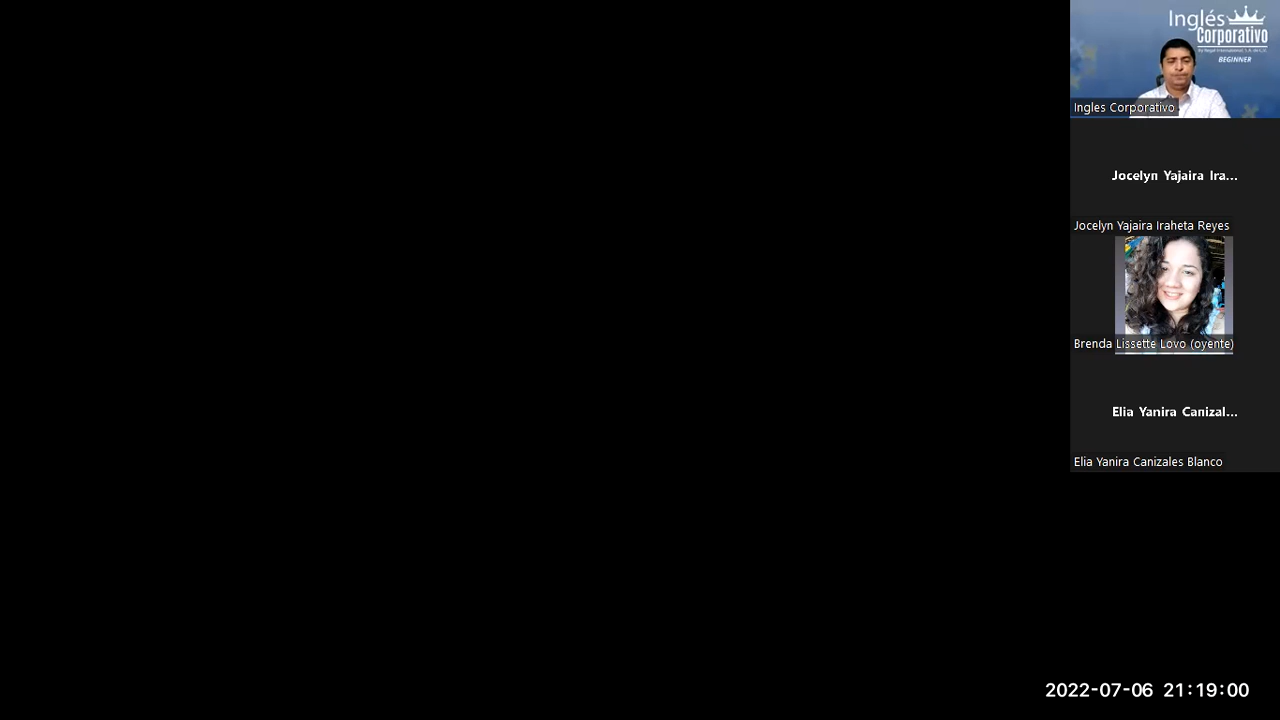 Inglés
Corporativo
BEGINNER
Ingles Corporativo
Jocelyn Yajaira Ira...
Jocelyn Yajaira Iraheta Reyes
Brenda Lissette Lovo (oyente)
Elia Yanira Canizal...
Elia Yanira Canizales Blanco
2022-07-06 21:19:00